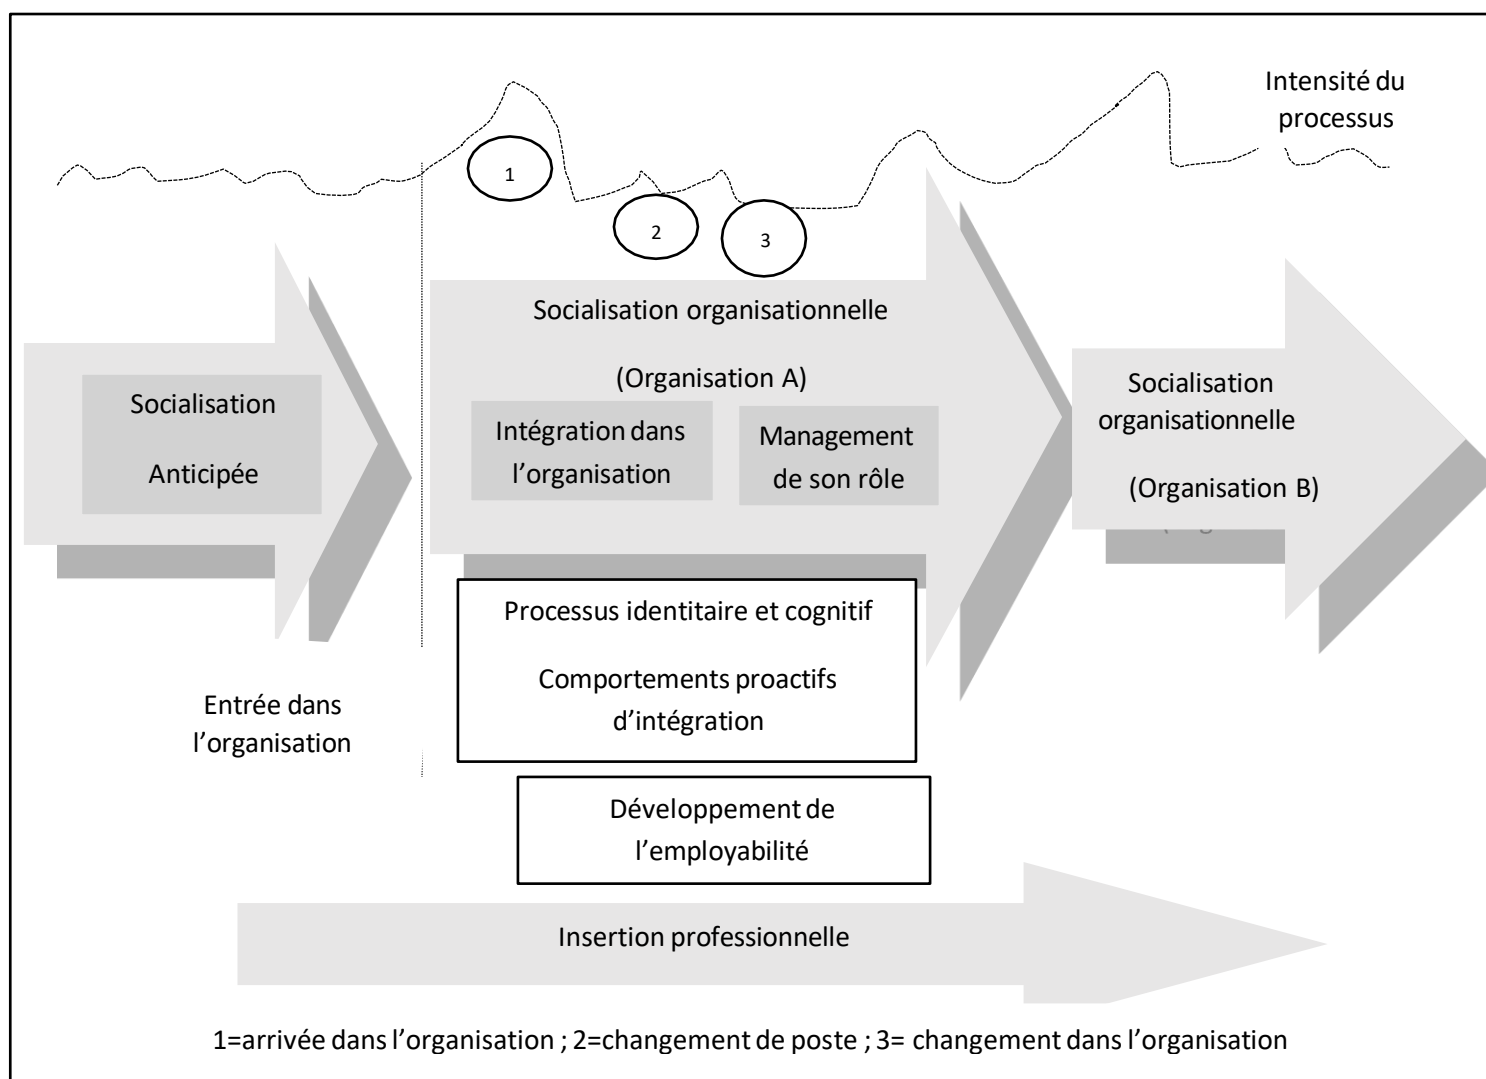 Intensité du
processus
1
2
3
Socialisation
Anticipée
Socialisation organisationnelle
(Organisation A)
Intégration dans
l’organisation
Management
de son rôle
Socialisation
organisationnelle
(Organisation B)
Processus identitaire et cognitif
Comportements proactifs
d’intégration
Entrée dans
l’organisation
Développement de
l’employabilité
Insertion professionnelle
1=arrivée dans l’organisation ; 2=changement de poste ; 3= changement dans l’organisation